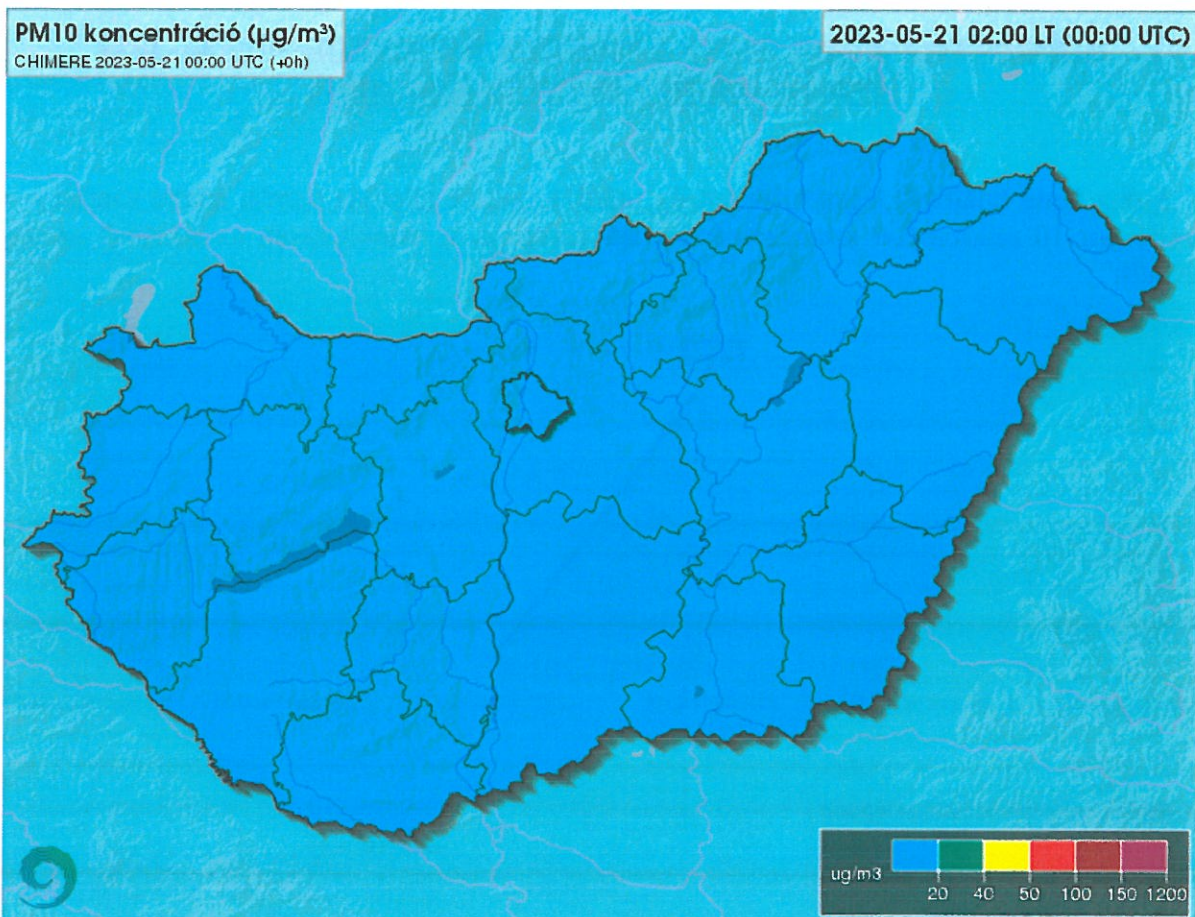 PM10 koncentráció (µg/m³)
CHIMERE 2023-05-21 00:00 UTC (+0h)
2023-05-21 02:00 LT (00:00 UTC)
ug/m3
20 40 50 100 150 1200